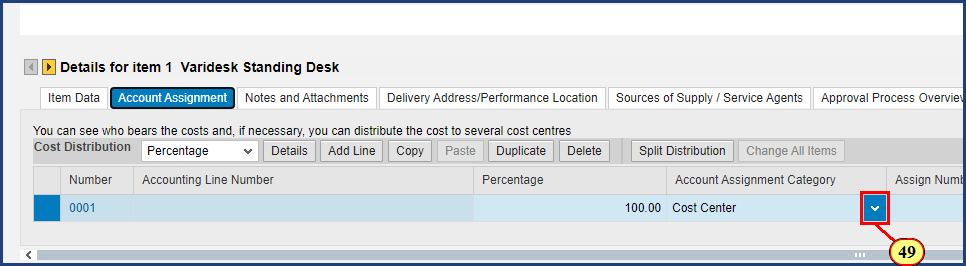 Details for item 1 Varidesk Standing Desk
Item Data Account Assignment Notes and Attachments Delivery Address/Performance Location Sources of Supply / Service Agents Approval Process Overview
You can see who bears the costs and, if necessary, you can distribute the cost to several cost centres
Cost Distribution Percentage Details Add Line Copy Paste Duplicate Delete Split Distribution Change All Items
Number Accounting Line Number Percentage Account Assignment Category Assign Numb
0001 100.00 Cost Center
49